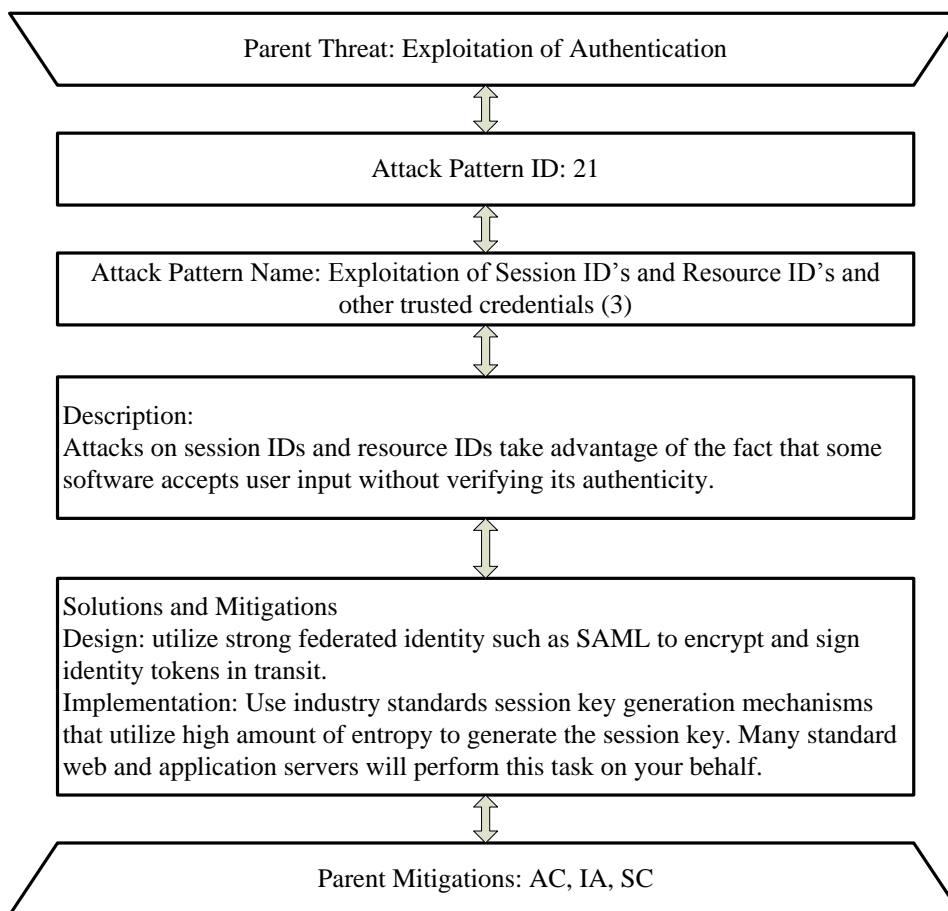 Parent Threat: Exploitation of Authentication
Attack Pattern ID: 21
Attack Pattern Name: Exploitation of Session ID's and Resource ID's and
other trusted credentials (3)
Description:
Attacks on session IDs and resource IDs take advantage of the fact that some
software accepts user input without verifying its authenticity.
Solutions and Mitigations
Design: utilize strong federated identity such as SAML to encrypt and sign
identity tokens in transit.
Implementation: Use industry standards session key generation mechanisms
that utilize high amount of entropy to generate the session key. Many standard
web and application servers will perform this task on your behalf.
Parent Mitigations: AC, IA, SC